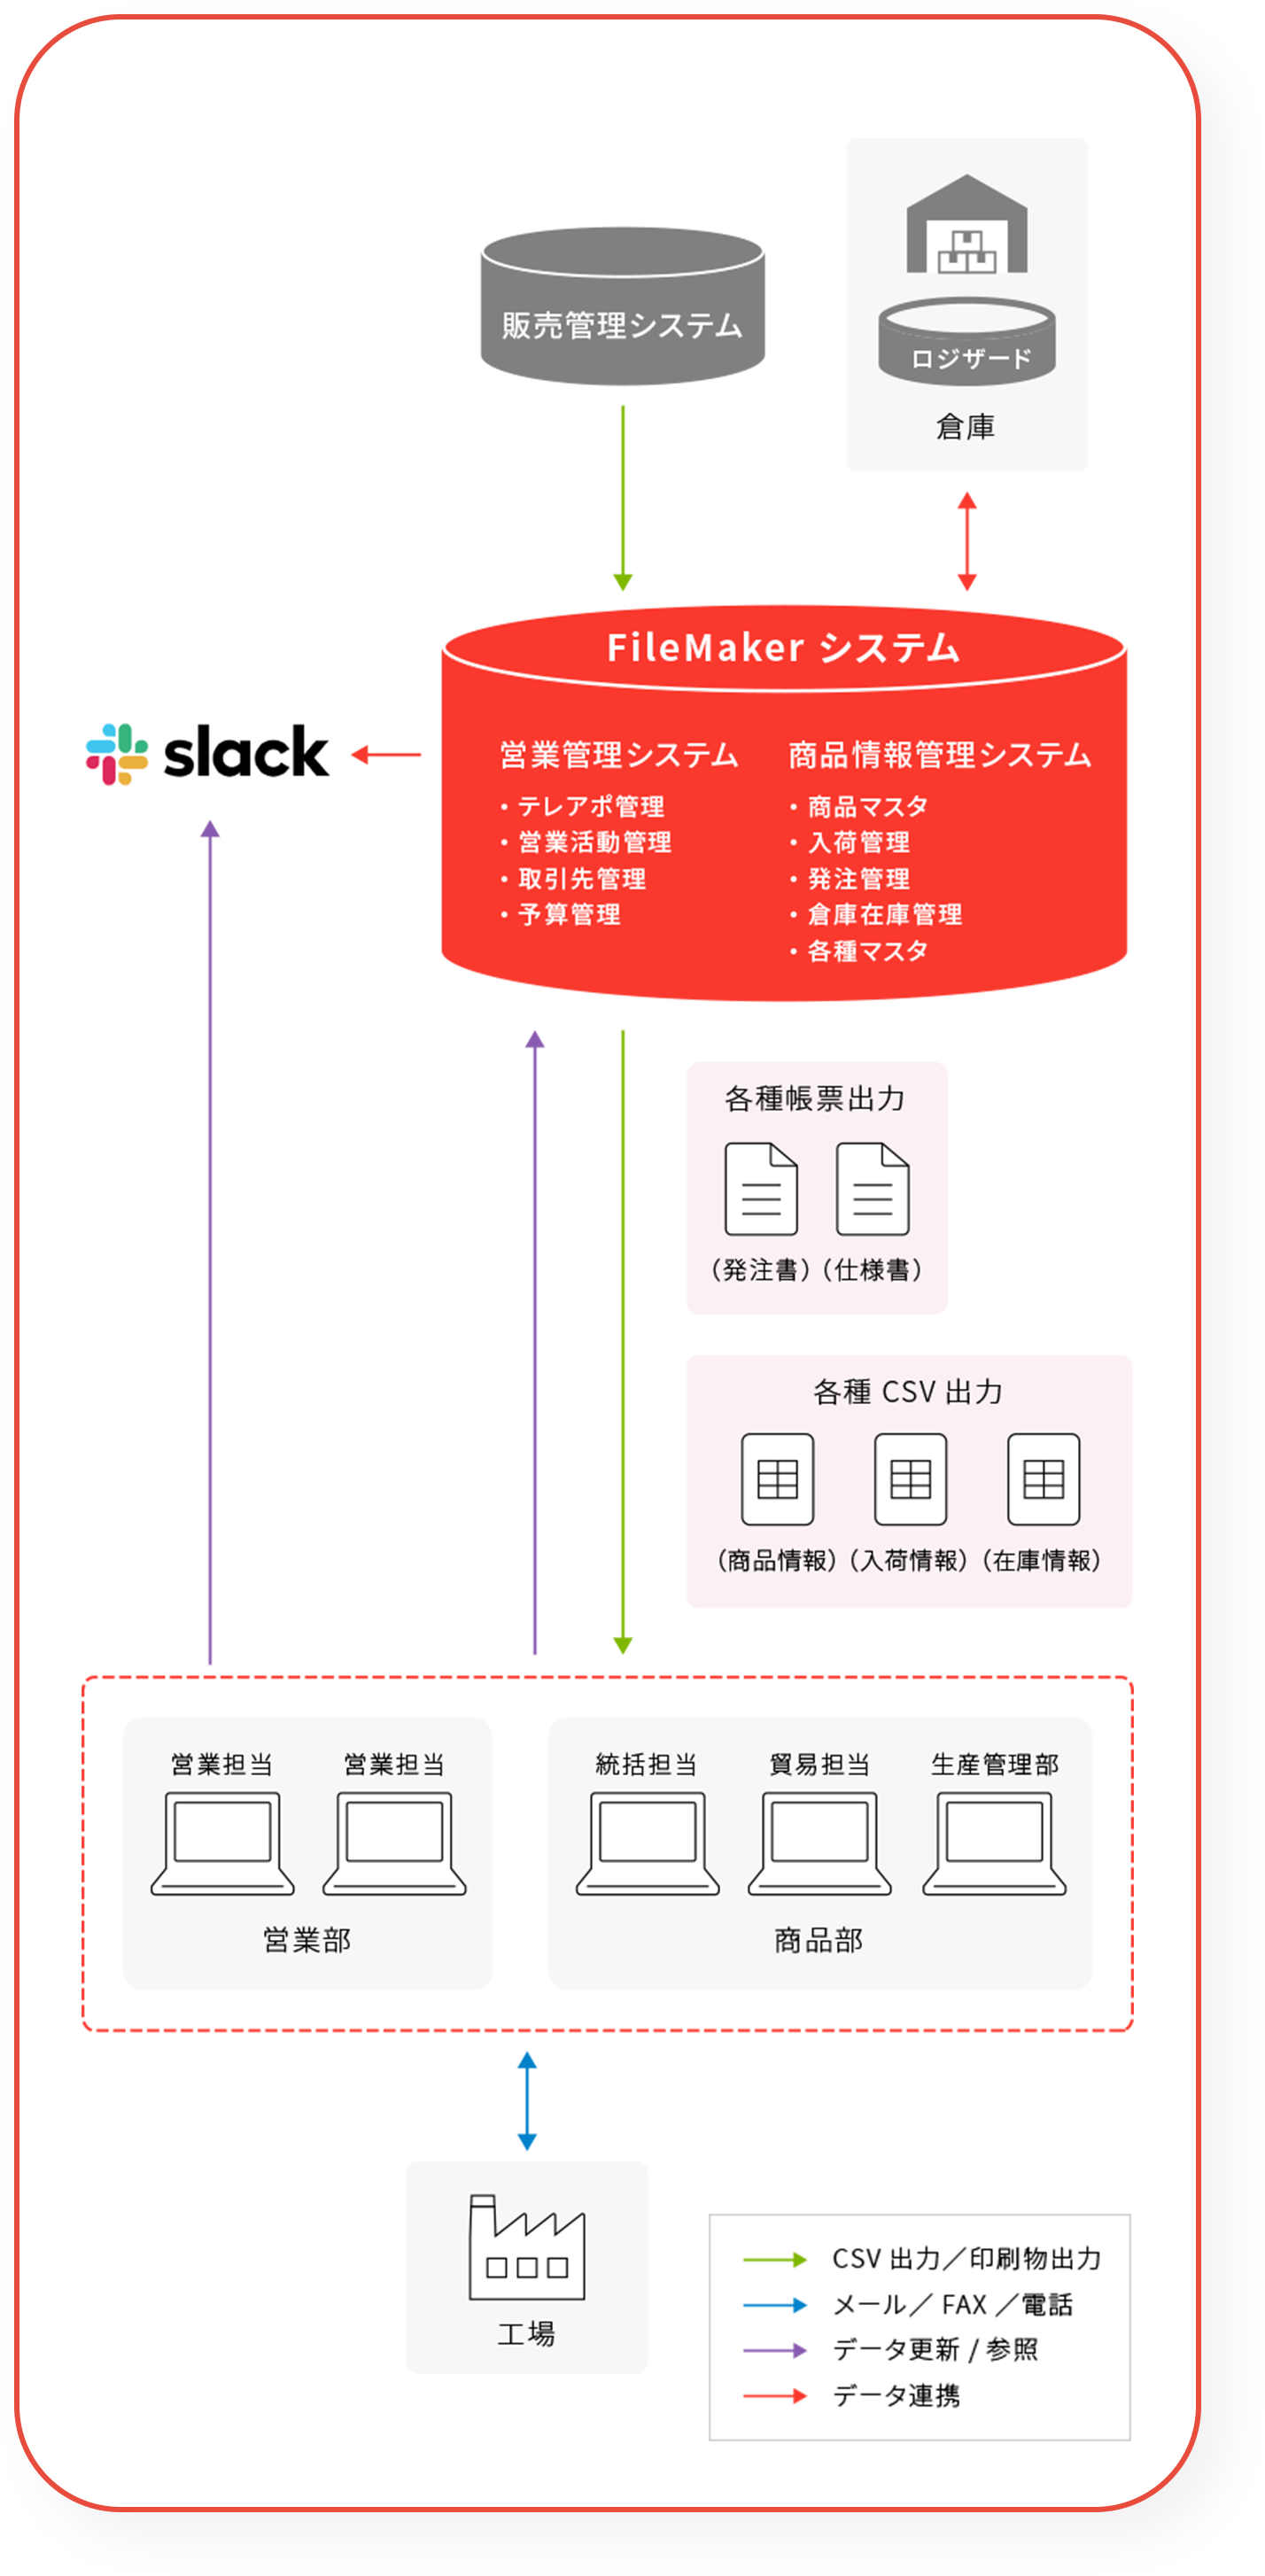 販売管理システム
ロジザード
倉庫
FileMaker システム
slack
営業管理システム
・テレアポ管理
・営業活動管理
・取引先管理
・予算管理
商品情報管理システム
・商品マスタ
・入荷管理
・発注管理
・倉庫在庫管理
・各種マスタ
各種帳票出力
（発注書）（仕様書）
各種 CSV 出力
（商品情報）（入荷情報）（在庫情報）
営業担当 営業担当
営業部
統括担当 貿易担当 生産管理部
商品部
工場
CSV 出力／印刷物出力
メール／ FAX ／電話
データ更新 / 参照
データ連携